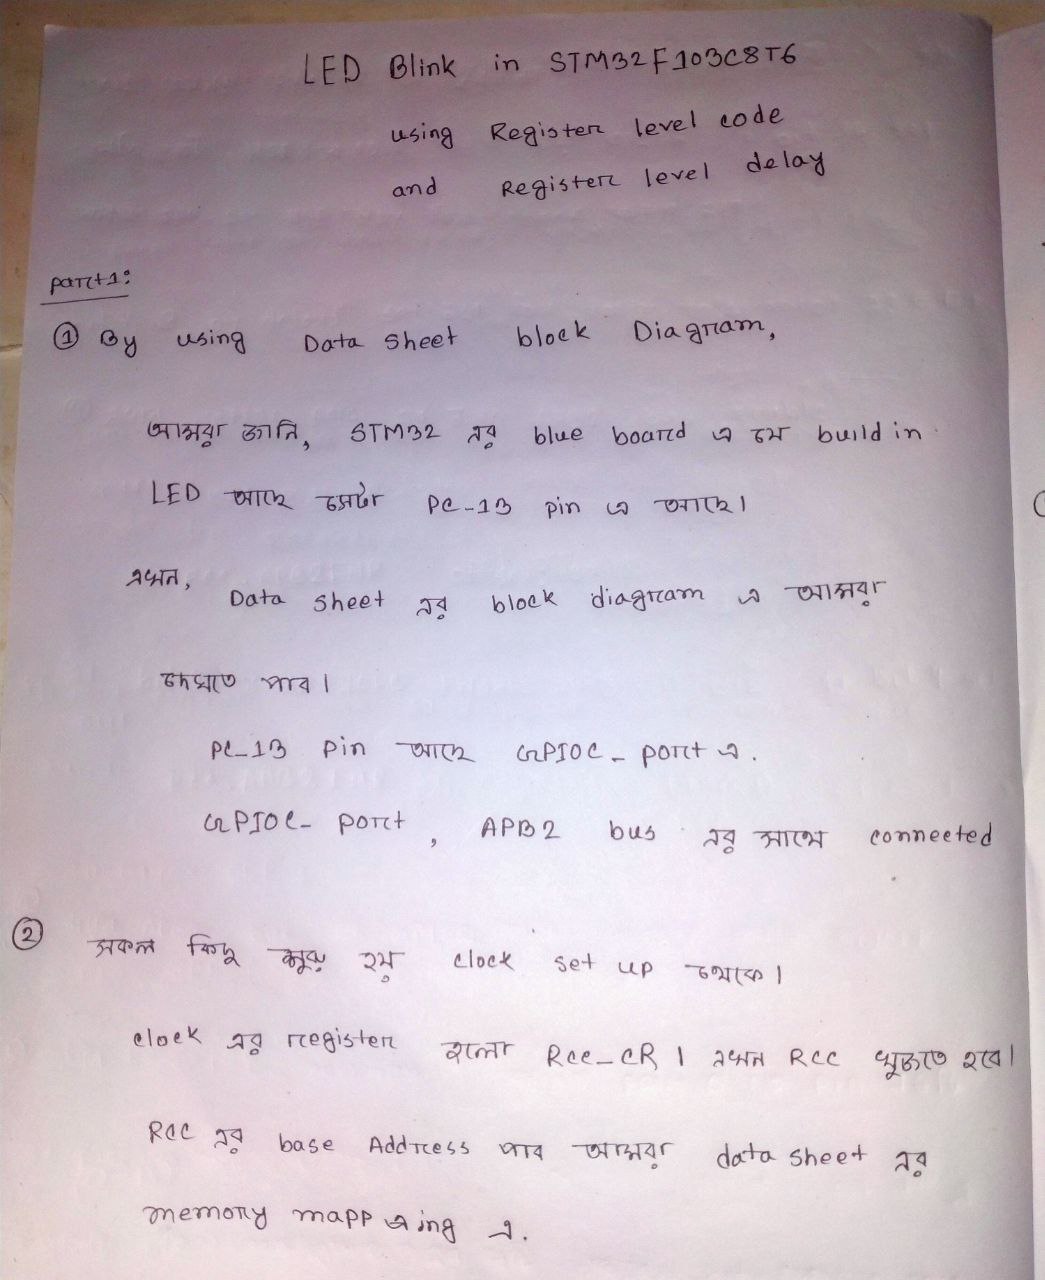 LED Blink in STM32F103C8T6
using Register level code
and Register level delay
part1:
① By using Data sheet block Diagram,
আমরা জানি, STM32 এর blue board এ যে build in
LED আছে সেটা PC-13 pin এ আছে।
এখন,
Data sheet এর block diagram এ আমরা
দেখতে পাব।
PC-13 pin আছে GPIOC- port এ.
GPIOC- port, APB2 bus এর সাথে connected
② সকল কিছু শুরু হয় clock set up থেকে।
clock এর register হলো RCC_CR । এখন RCC খুজতে হবে।
RCC এর base Address পাব আমরা data sheet এর
memory mapping এ.